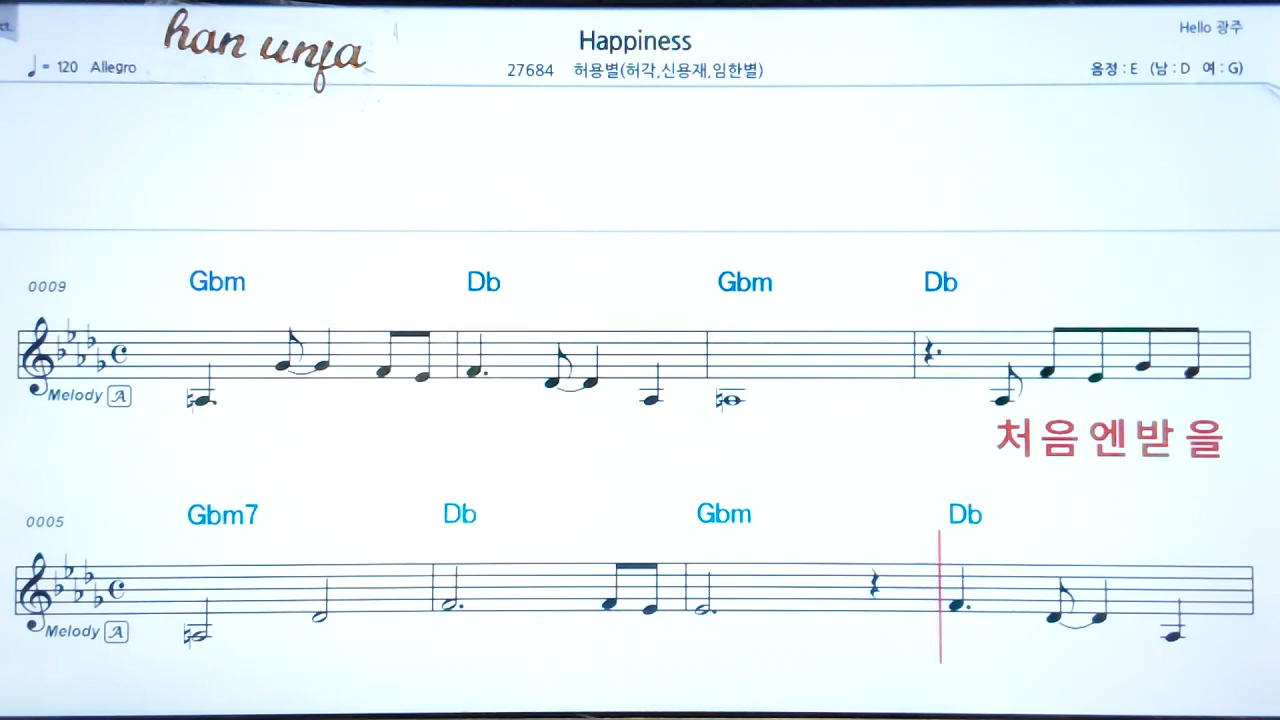 ct.
han unfa
Happiness
Hello 광주
♩= 120 Allegro
27684 허용별(허각,신용재,임한별)
음정 : E (남 : D 여 : G)
0009
Gbm Db Gbm Db
Melody A
처음엔받을
0005
Gbm7 Db Gbm Db
Melody A